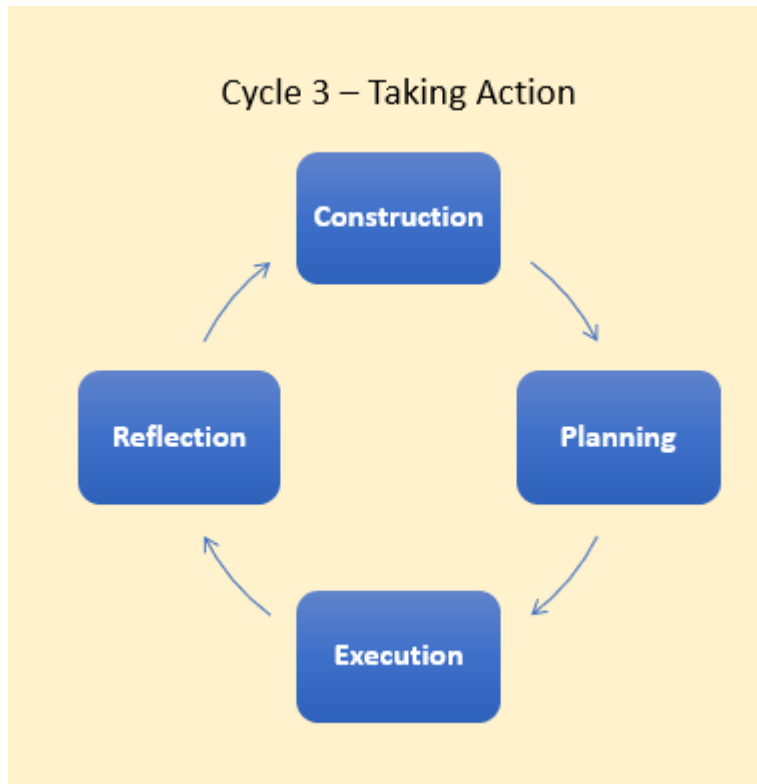 Cycle 3 – Taking Action
Construction
Planning
Execution
Reflection